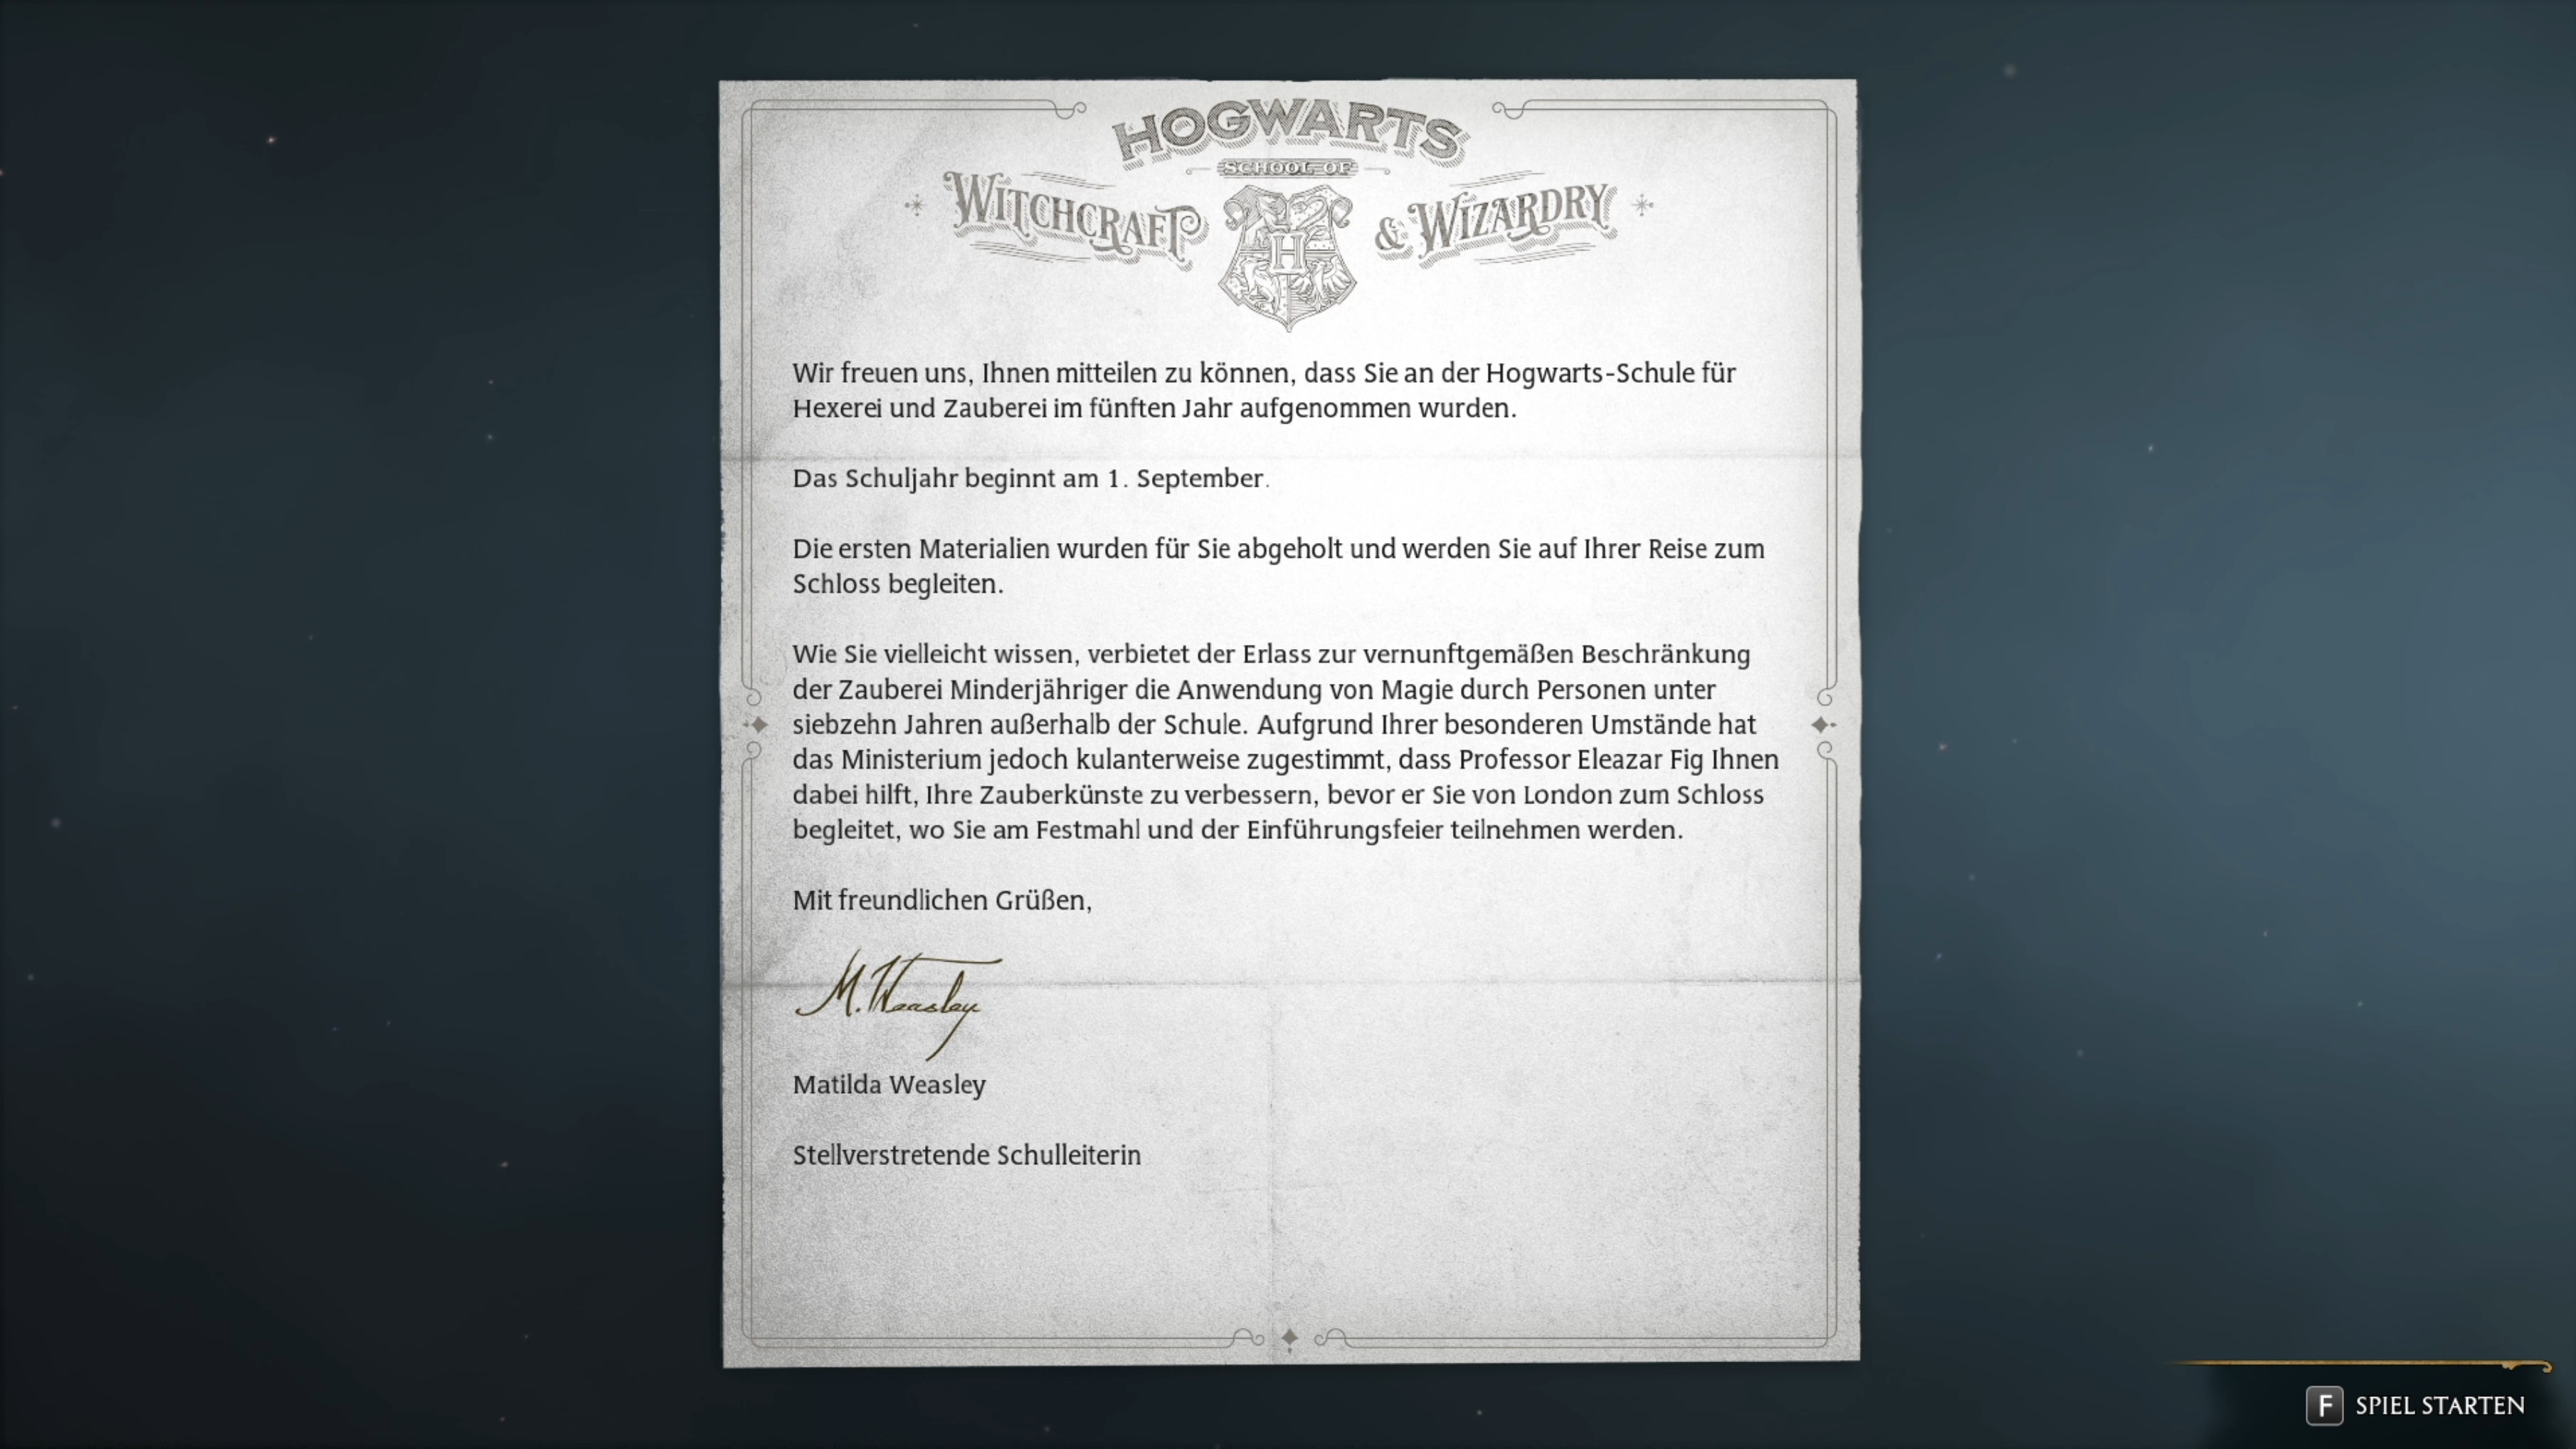 HOGWARTS
SCHOOL OF
WITCHCRAFT & WIZARDRY
H
Wir freuen uns, Ihnen mitteilen zu können, dass Sie an der Hogwarts-Schule für
Hexerei und Zauberei im fünften Jahr aufgenommen wurden.
Das Schuljahr beginnt am 1. September.
Die ersten Materialien wurden für Sie abgeholt und werden Sie auf Ihrer Reise zum
Schloss begleiten.
Wie Sie vielleicht wissen, verbietet der Erlass zur vernunftgemäßen Beschränkung
der Zauberei Minderjähriger die Anwendung von Magie durch Personen unter
siebzehn Jahren außerhalb der Schule. Aufgrund Ihrer besonderen Umstände hat
das Ministerium jedoch kulanterweise zugestimmt, dass Professor Eleazar Fig Ihnen
dabei hilft, Ihre Zauberkünste zu verbessern, bevor er Sie von London zum Schloss
begleitet, wo Sie am Festmahl und der Einführungsfeier teilnehmen werden.
Mit freundlichen Grüßen,
M. Weasley
Matilda Weasley
Stellverstretende Schulleiterin
F SPIEL STARTEN